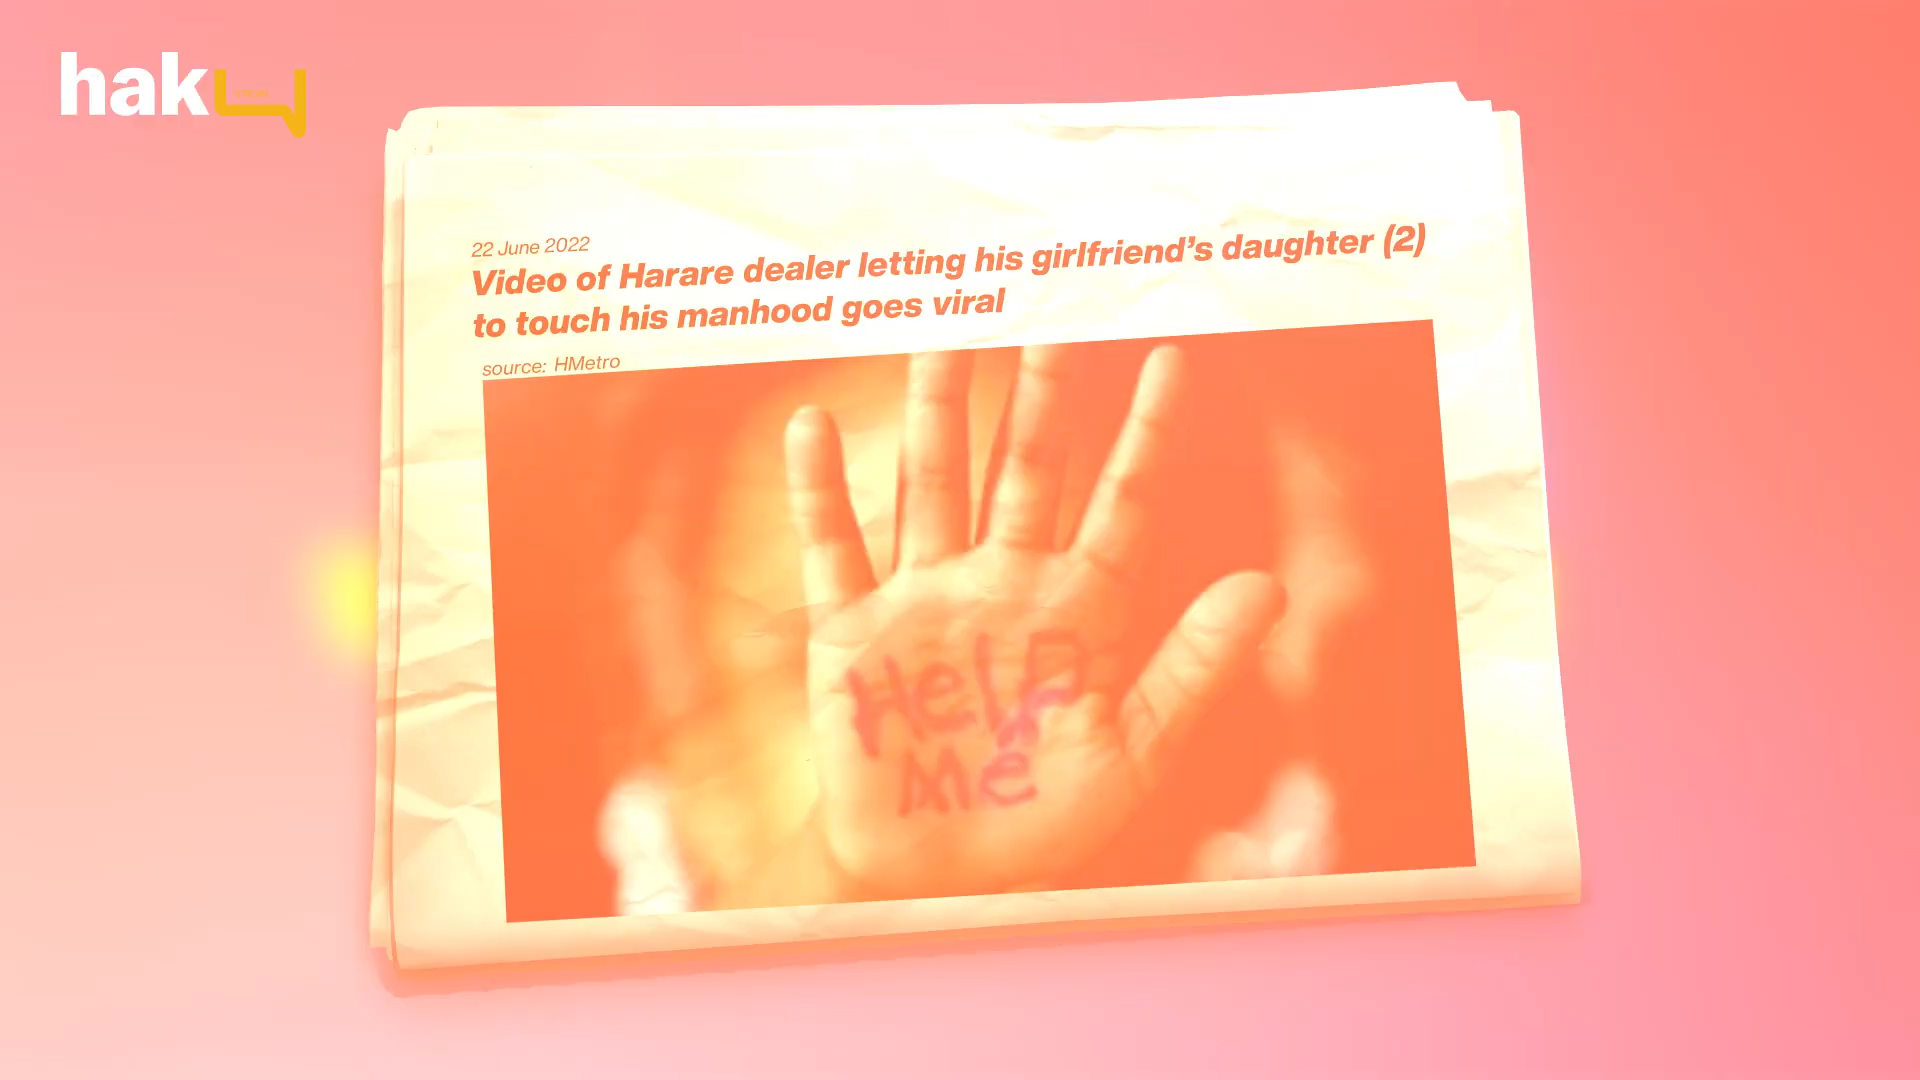 hak
22 June 2022
Video of Harare dealer letting his girlfriend’s daughter (2)
to touch his manhood goes viral
source: HMetro
Help
Me